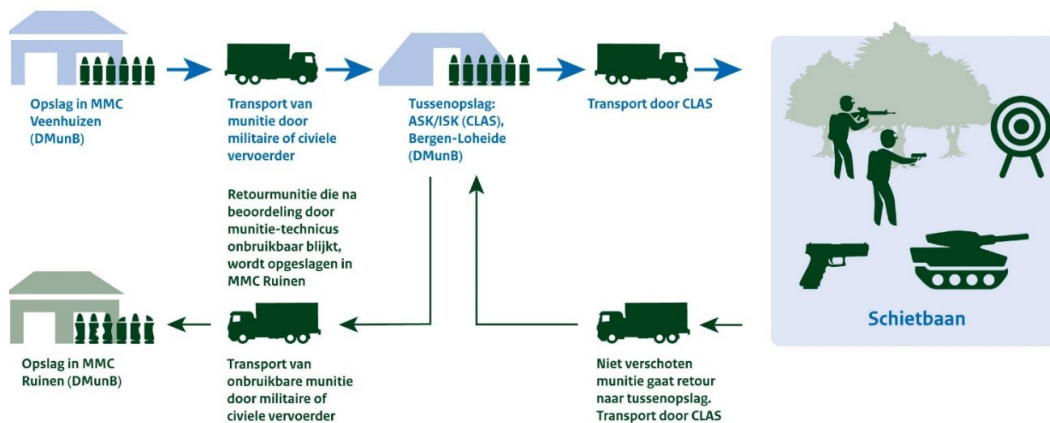 Opslag in MMC
Veenhuizen
(DMunB)
Transport van
munitie door
militaire of civiele
vervoerder
Tussenopslag:
ASK/ISK (CLAS),
Bergen-Loheide
(DMunB)
Transport door CLAS
Retourmunitie die na
beoordeling door
munitie-technicus
onbruikbaar blijkt,
wordt opgeslagen in
MMC Ruinen
Schietbaan
Opslag in MMC
Ruinen (DMunB)
Transport van
onbruikbare munitie
door militaire of
civiele vervoerder
Niet verschoten
munitie gaat retour
naar tussenopslag.
Transport door CLAS